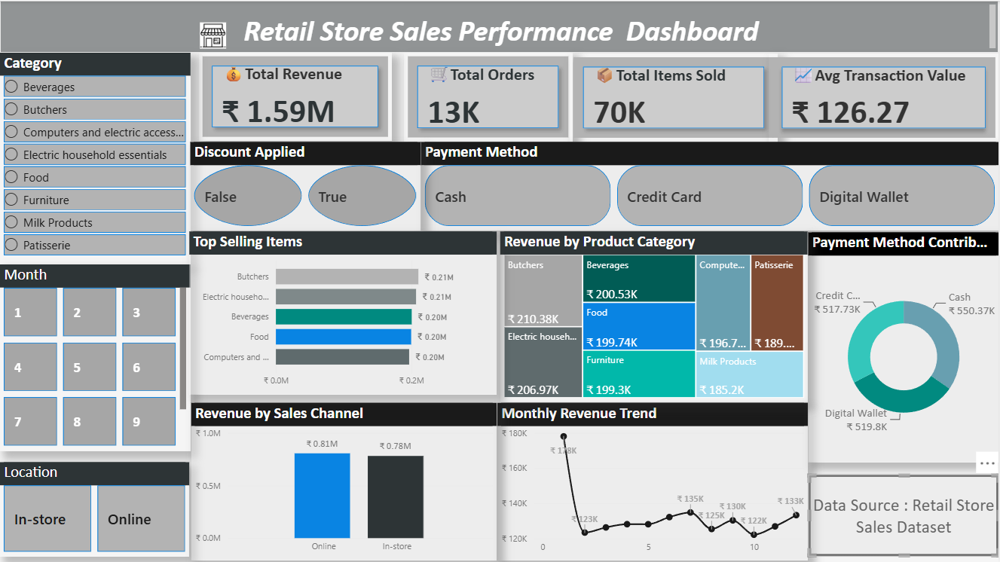 Retail Store Sales Performance Dashboard
Category
Beverages
Butchers
Computers and electric access...
Electric household essentials
Food
Furniture
Milk Products
Patisserie
Month
1
2
3
4
5
6
7
8
9
Location
In-store
Online
💰 Total Revenue
₹ 1.59M
🛒 Total Orders
13K
📦 Total Items Sold
70K
📈 Avg Transaction Value
₹ 126.27
Discount Applied
False
True
Payment Method
Cash
Credit Card
Digital Wallet
Top Selling Items
Butchers
₹ 0.21M
Electric househo...
₹ 0.21M
Beverages
₹ 0.20M
Food
₹ 0.20M
Computers and ...
₹ 0.20M
₹ 0.0M
₹ 0.2M
Revenue by Product Category
Butchers
₹ 210.38K
Electric househ...
₹ 206.97K
Beverages
₹ 200.53K
Food
₹ 199.74K
Furniture
₹ 199.3K
Compute...
₹ 196.7...
Patisserie
₹ 189....
Milk Products
₹ 185.2K
Payment Method Contrib...
Credit C...
₹ 517.73K
Cash
₹ 550.37K
Digital Wallet
₹ 519.8K
Revenue by Sales Channel
₹ 1.0M
₹ 0.5M
₹ 0.0M
₹ 0.81M
₹ 0.78M
Online
In-store
Monthly Revenue Trend
₹ 180K
₹ 160K
₹ 140K
₹ 120K
₹ 178K
₹ 123K
₹ 135K
₹ 125K
₹ 130K
₹ 122K
₹ 133K
0
5
10
Data Source : Retail Store
Sales Dataset